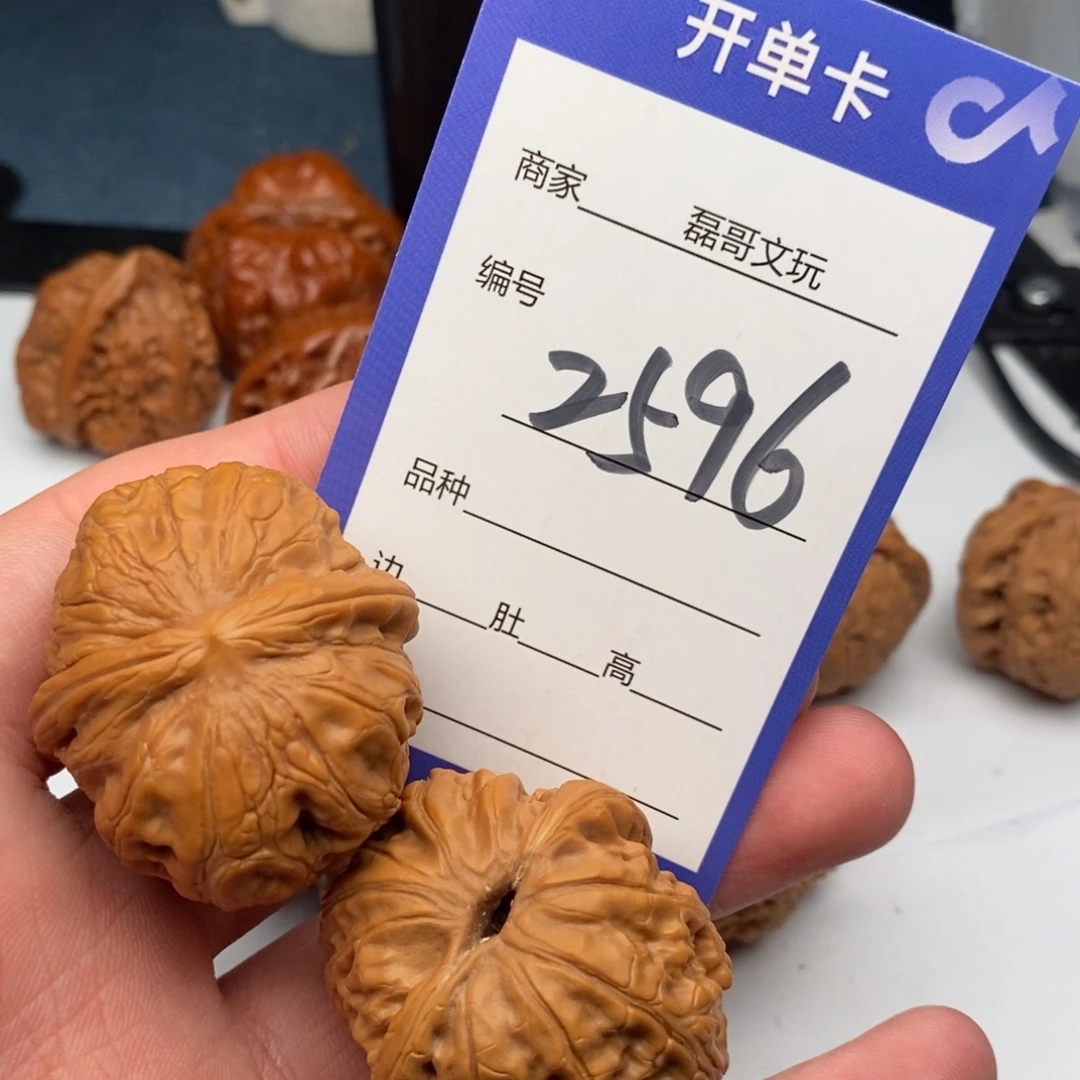 开单卡
商家 磊哥文玩
编号
2596
品种
边 肚 高